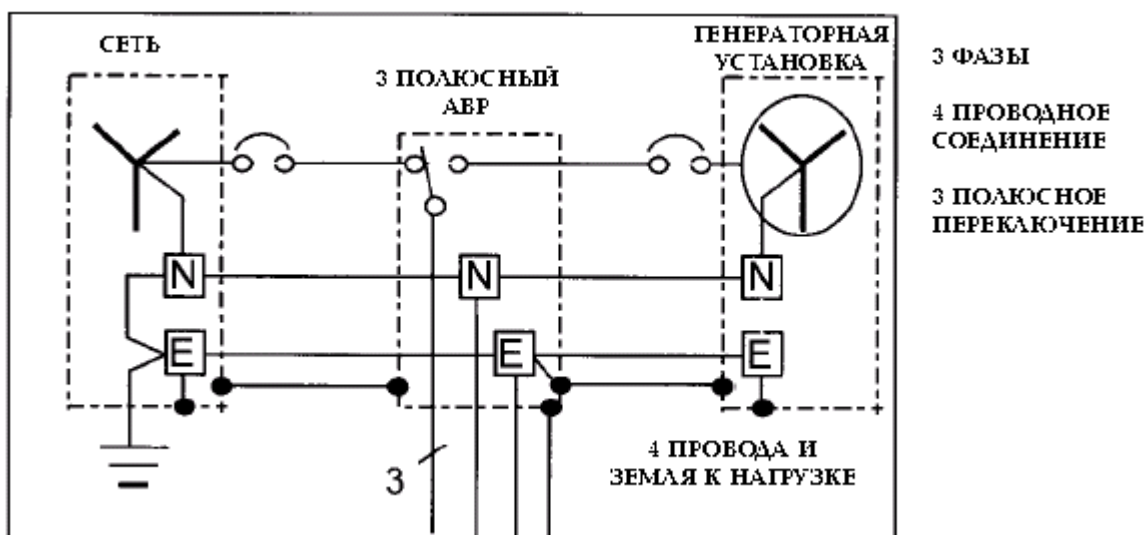 СЕТЬ
3 ПОЛЮСНЫЙ
АВР
ГЕНЕРАТОРНАЯ
УСТАНОВКА
3 ФАЗЫ
4 ПРОВОДНОЕ
СОЕДИНЕНИЕ
3 ПОЛЮСНОЕ
ПЕРЕКЛЮЧЕНИЕ
N
N
N
E
E
E
3
4 ПРОВОДА И
ЗЕМЛЯ К НАГРУЗКЕ